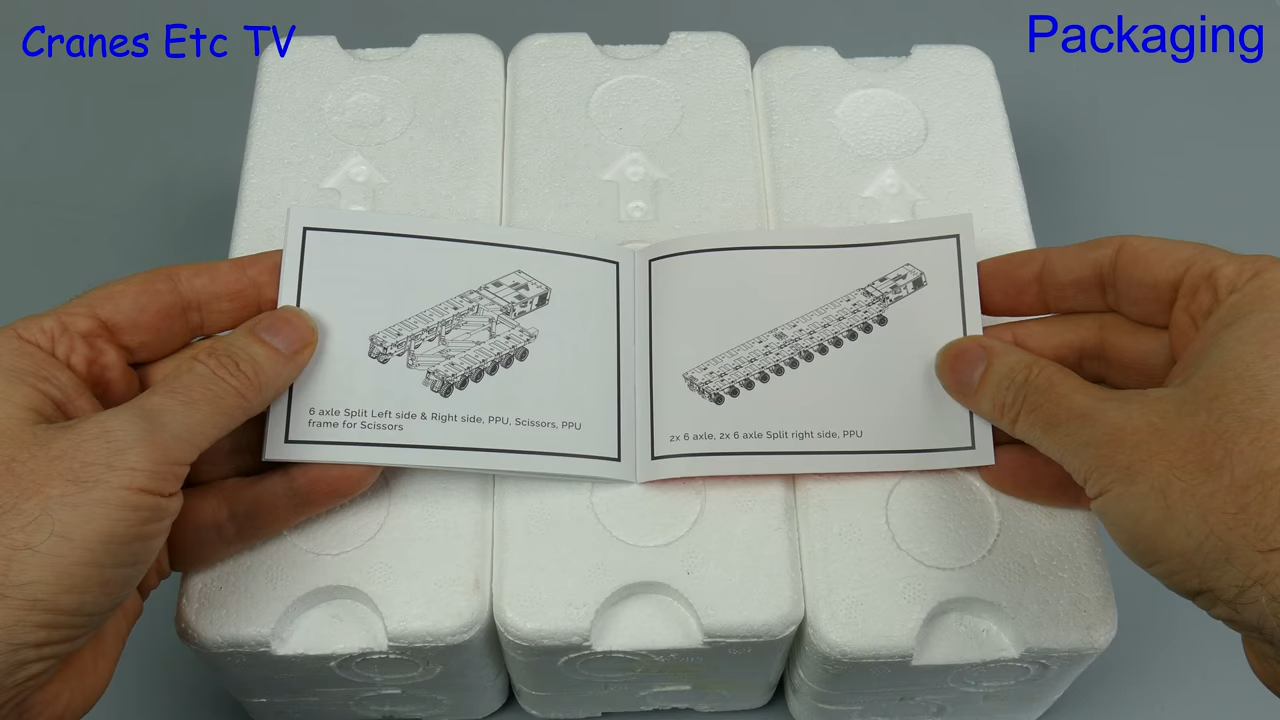 Cranes Etc TV
Packaging
6 axle Split Left side & Right side, PPU, Scissors, PPU
frame for Scissors
2x 6 axle, 2x 6 axle Split right side, PPU